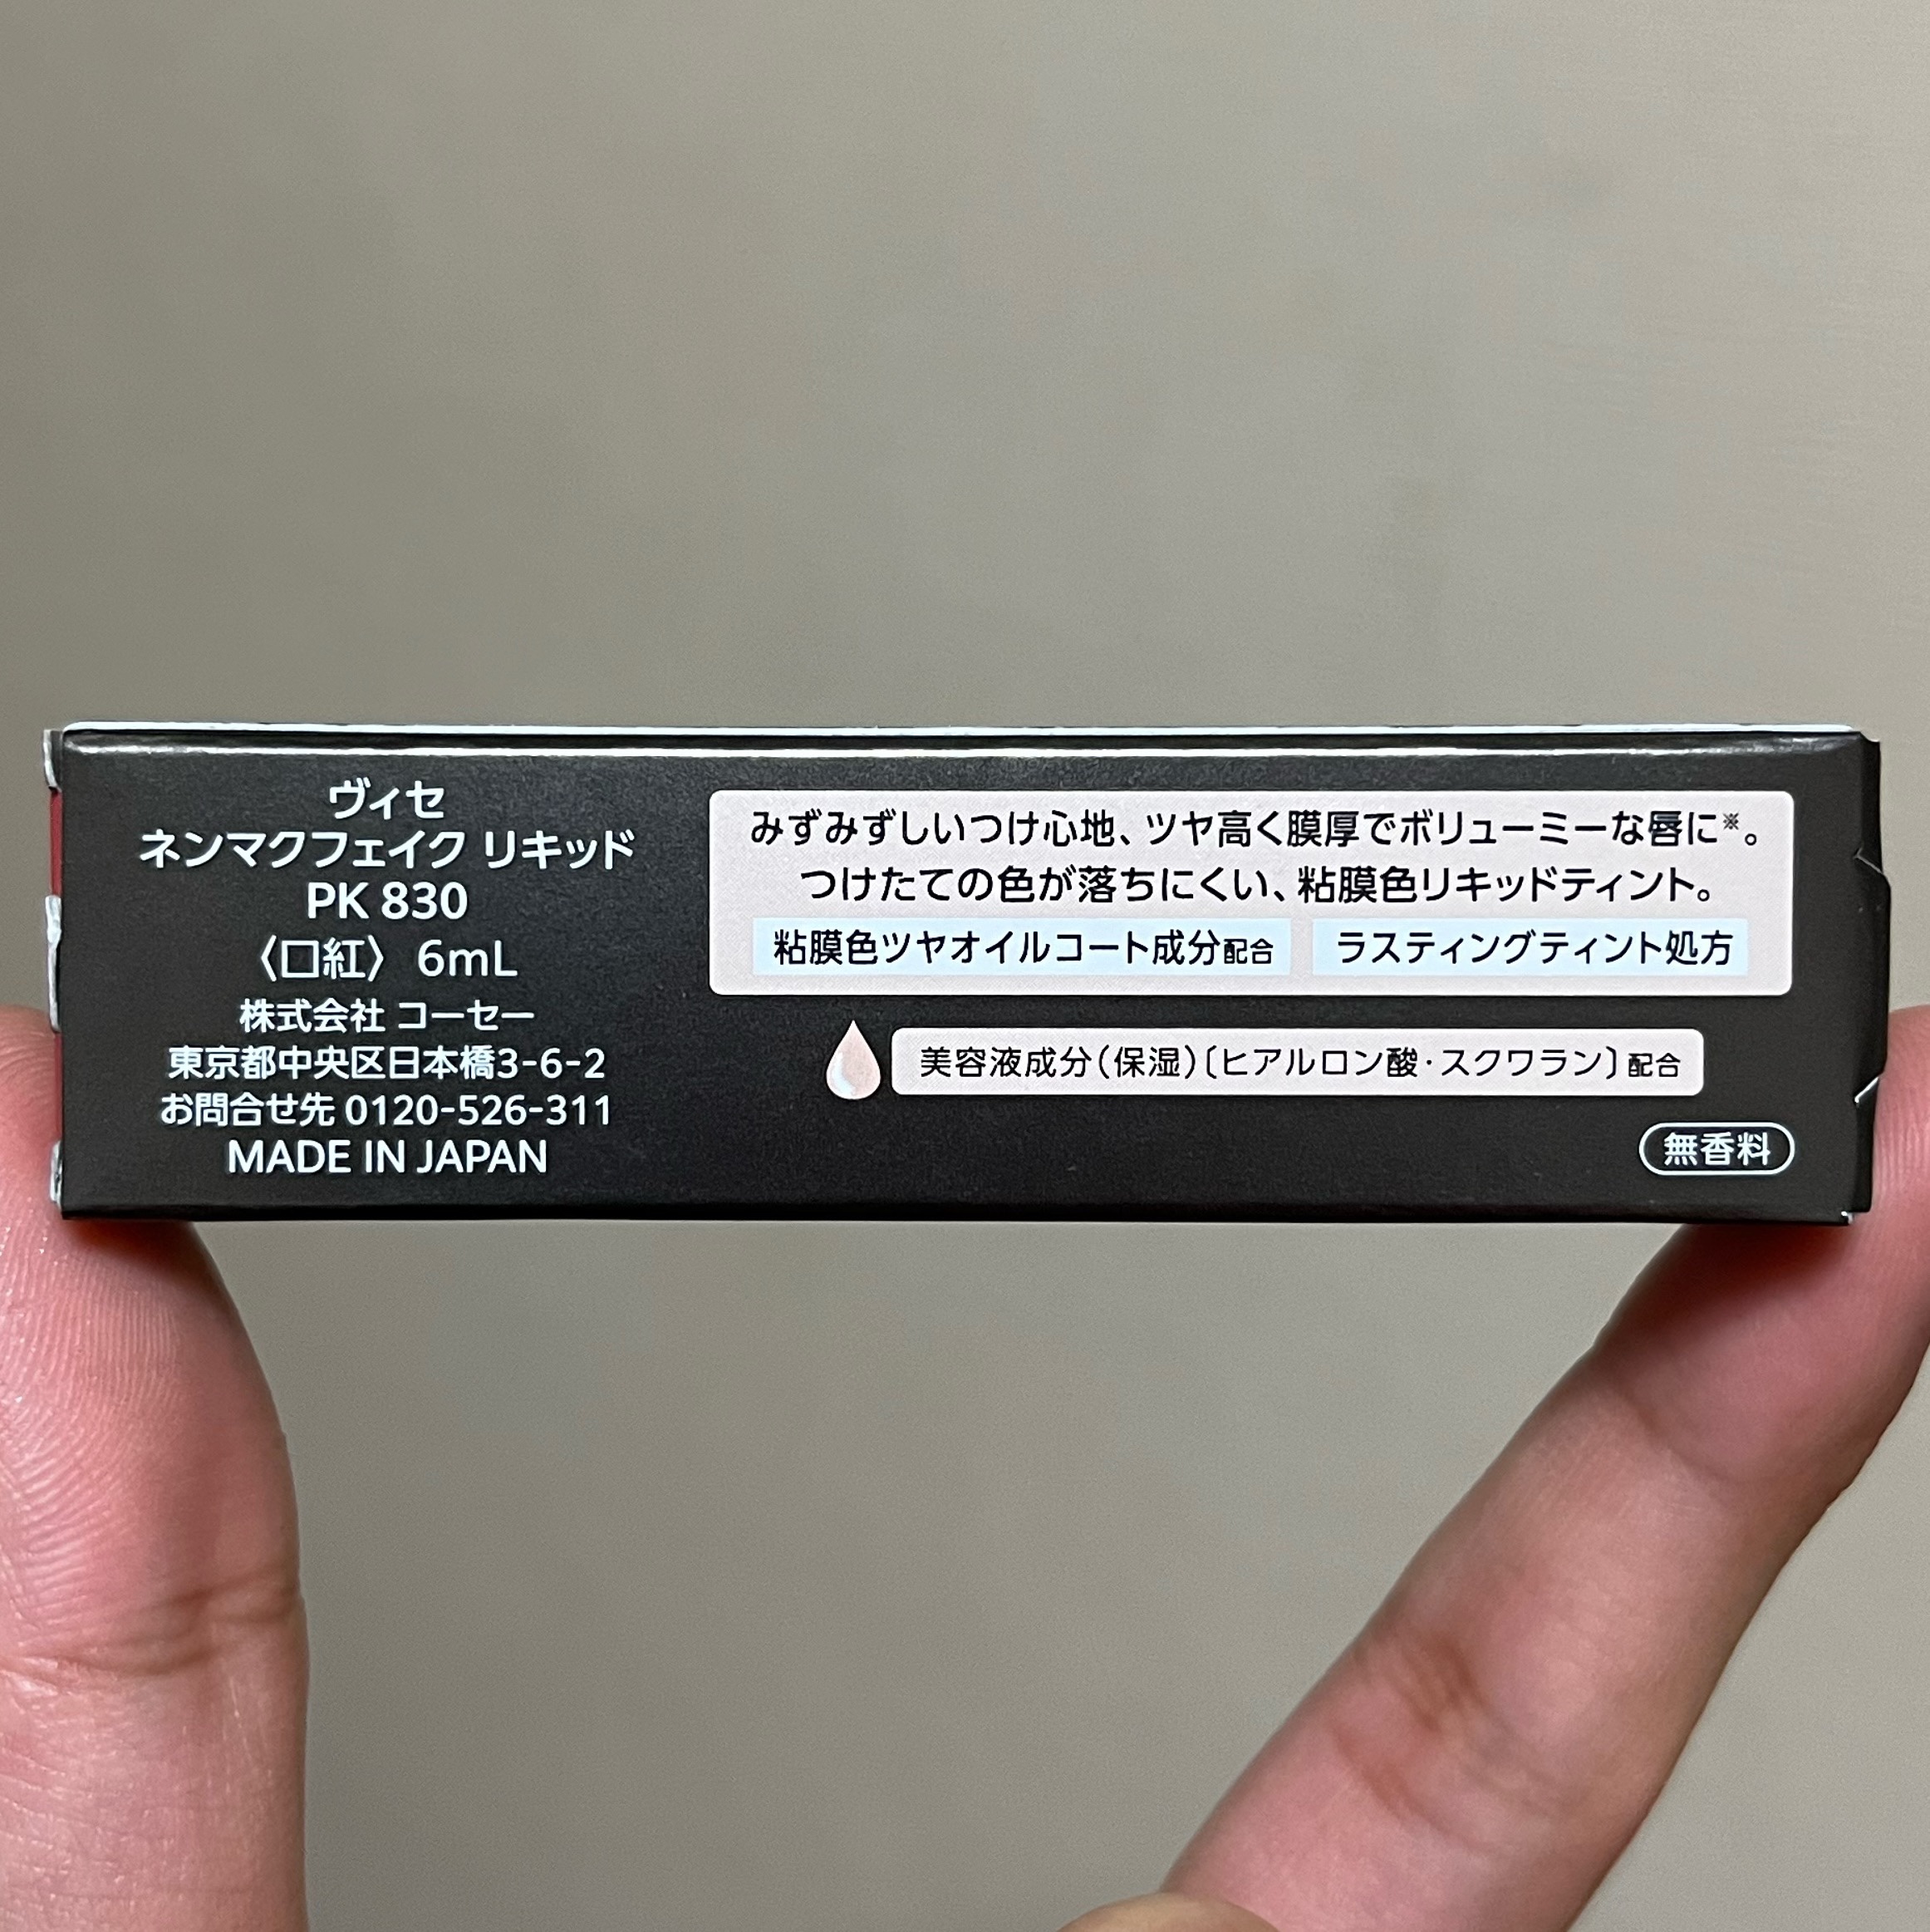 ヴィセ
ネンマクフェイク リキッド
PK 830
〈口紅〉 6mL
株式会社 コーセー
東京都中央区日本橋3-6-2
お問合せ先 0120-526-311
MADE IN JAPAN
みずみずしいつけ心地、ツヤ高く膜厚でボリューミーな唇に※。
つけたての色が落ちにくい、粘膜色リキッドティント。
粘膜色ツヤオイルコート成分配合 ラスティングティント処方
美容液成分(保湿)〔ヒアルロン酸・スクワラン〕配合
無香料